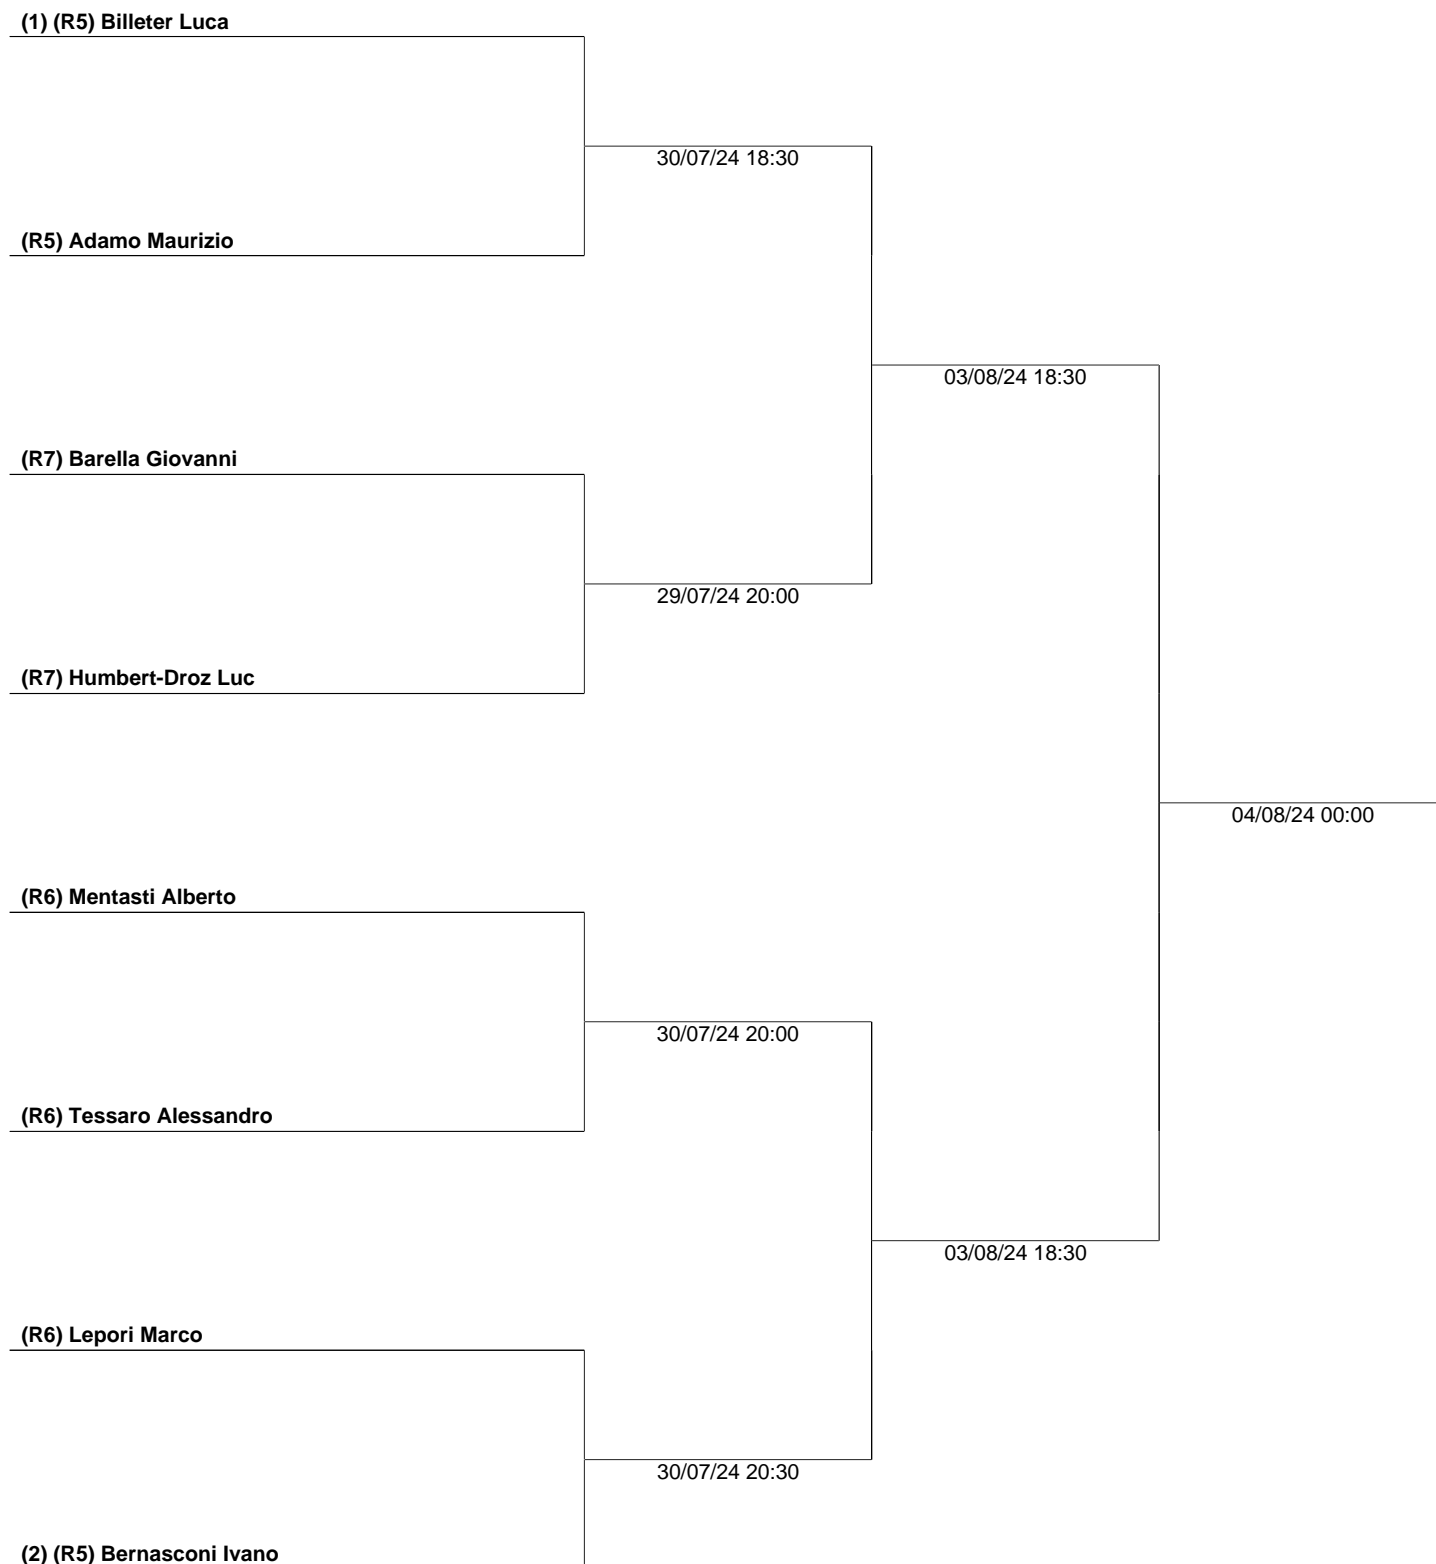 (1) (R5) Billeter Luca
30/07/24 18:30
(R5) Adamo Maurizio
03/08/24 18:30
(R7) Barella Giovanni
29/07/24 20:00
(R7) Humbert-Droz Luc
04/08/24 00:00
(R6) Mentasti Alberto
30/07/24 20:00
(R6) Tessaro Alessandro
03/08/24 18:30
(R6) Lepori Marco
30/07/24 20:30
(2) (R5) Bernasconi Ivano